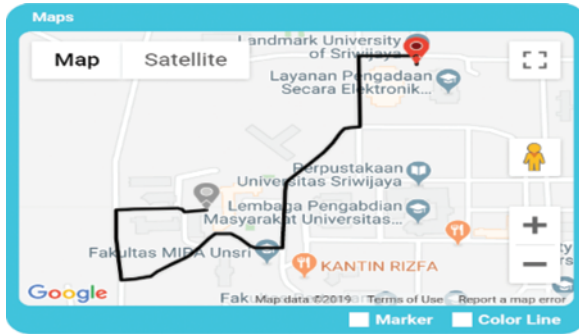 Maps
Map
Satellite
Landmark University
of Sriwijaya
Layanan Pengadaan
Secara Elektronik...
Perpustakaan
Universitas Sriwijaya
Lembaga Pengabdian
Masyarakat Universitas...
Fakultas MIPA Unsri
KANTIN RIZFA
Google
Map data ©2019
Terms of Use
Report a map error
Marker
Color Line